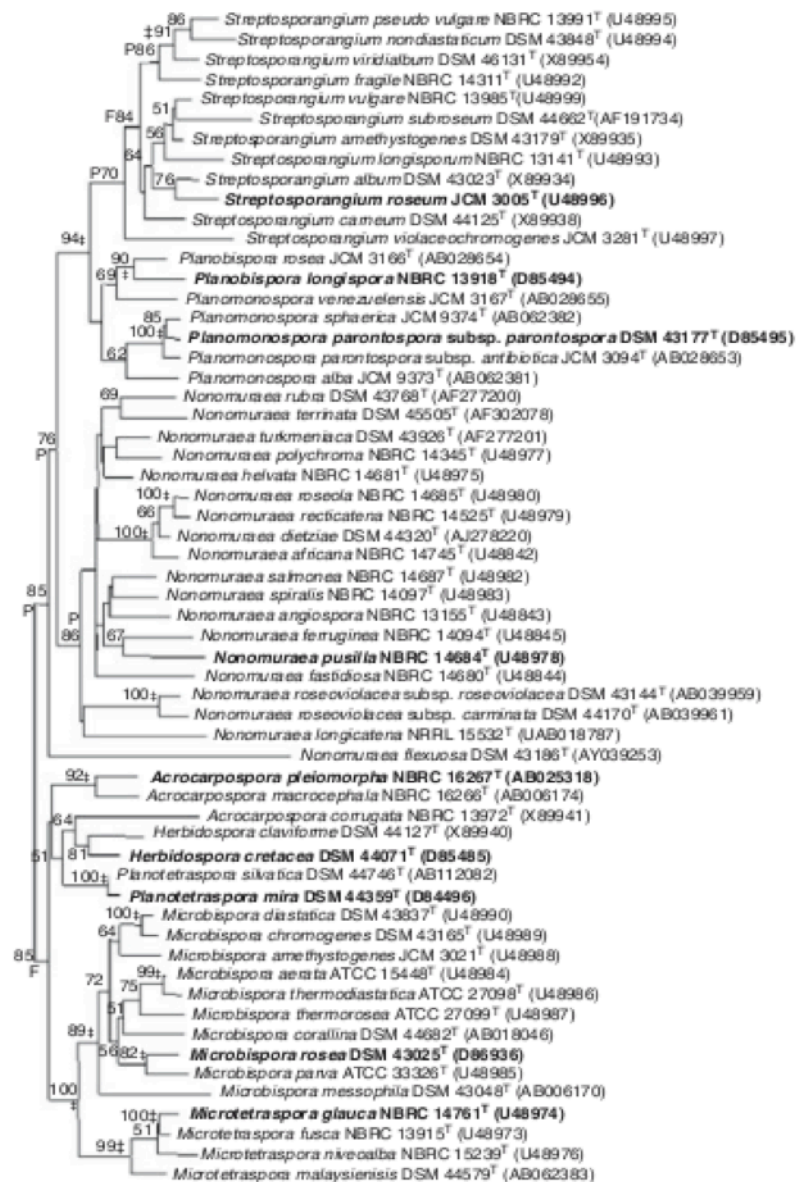 Streptosporangium pseudo vulgare NBRC 13991T (U48995)
Streptosporangium nondiastaticum DSM 43848T (U48994)
Streptosporangium viridialbum DSM 46131T (X89954)
Streptosporangium fragile NBRC 14311T (U48992)
Streptosporangium vulgare NBRC 13985T(U48999)
Streptosporangium subroseum DSM 44662T(AF191734)
Streptosporangium amethystogenes DSM 43179T (X89935)
Streptosporangium longisporum NBRC 13141T (U48993)
Streptosporangium album DSM 43023T (X89934)
Streptosporangium roseum JCM 3005T (U48996)
Streptosporangium carneum DSM 44125T (X89938)
Streptosporangium violaceochromogenes JCM 3281T (U48997)
Planobispora rosea JCM 3166T (AB028654)
Planobispora longispora NBRC 13918T (D85494)
Planomonospora venezuelensis JCM 3167T (AB028655)
Planomonospora sphaerica JCM 9374T (AB062382)
Planomonospora parontospora subsp. parontospora DSM 43177T (D85495)
Planomonospora parontospora subsp. antibiotica JCM 3094T (AB028653)
Planomonospora alba JCM 9373T (AB062381)
Nonomuraea rubra DSM 43768T (AF277200)
Nonomuraea terrinata DSM 45505T (AF302078)
Nonomuraea turkmeniaca DSM 43926T (AF277201)
Nonomuraea polychroma NBRC 14345T (U48977)
Nonomuraea helvata NBRC 14681T (U48975)
Nonomuraea roseola NBRC 14685T (U48980)
Nonomuraea recticatena NBRC 14525T (U48979)
Nonomuraea dietziae DSM 44320T (AJ278220)
Nonomuraea africana NBRC 14745T (U48842)
Nonomuraea salmonea NBRC 14687T (U48982)
Nonomuraea spiralis NBRC 14097T (U48983)
Nonomuraea angiospora NBRC 13155T (U48843)
Nonomuraea ferruginea NBRC 14094T (U48845)
Nonomuraea pusilla NBRC 14684T (U48978)
Nonomuraea fastidiosa NBRC 14680T (U48844)
Nonomuraea roseoviolacea subsp. roseoviolacea DSM 43144T (AB039959)
Nonomuraea roseoviolacea subsp. carminata DSM 44170T (AB039961)
Nonomuraea longicatena NRRL 15532T (UAB018787)
Nonomuraea flexuosa DSM 43186T (AY039253)
Acrocarpospora pleiomorpha NBRC 16267T (AB025318)
Acrocarpospora macrocephala NBRC 16266T (AB006174)
Acrocarpospora corrugata NBRC 13972T (X89941)
Herbidospora claviforme DSM 44127T (X89940)
Herbidospora cretacea DSM 44071T (D85485)
Planotetraspora silvatica DSM 44746T (AB112082)
Planotetraspora mira DSM 44359T (D84496)
Microbispora diastatica DSM 43837T (U48990)
Microbispora chromogenes DSM 43165T (U48989)
Microbispora amethystogenes JCM 3021T (U48988)
Microbispora aerata ATCC 15448T (U48984)
Microbispora thermodiastatica ATCC 27098T (U48986)
Microbispora thermorosea ATCC 27099T (U48987)
Microbispora corallina DSM 44682T (AB018046)
Microbispora rosea DSM 43025T (D86936)
Microbispora parva ATCC 33326T (U48985)
Microbispora messophila DSM 43048T (AB006170)
Microtetraspora glauca NBRC 14761T (U48974)
Microtetraspora fusca NBRC 13915T (U48973)
Microtetraspora niveoalba NBRC 15239T (U48976)
Microtetraspora malaysienisis DSM 44579T (AB062383)
86
‡91
P86
51
F84
56
64
76
P70
94‡
90
69
‡
85
100‡
62
69
76
P
100‡
66
100‡
85
P
P
86
67
100‡
92‡
64
51
81
100‡
85
F
100‡
64
72
99‡
75
51
89‡
56
82‡
100
‡
100‡
51
99‡